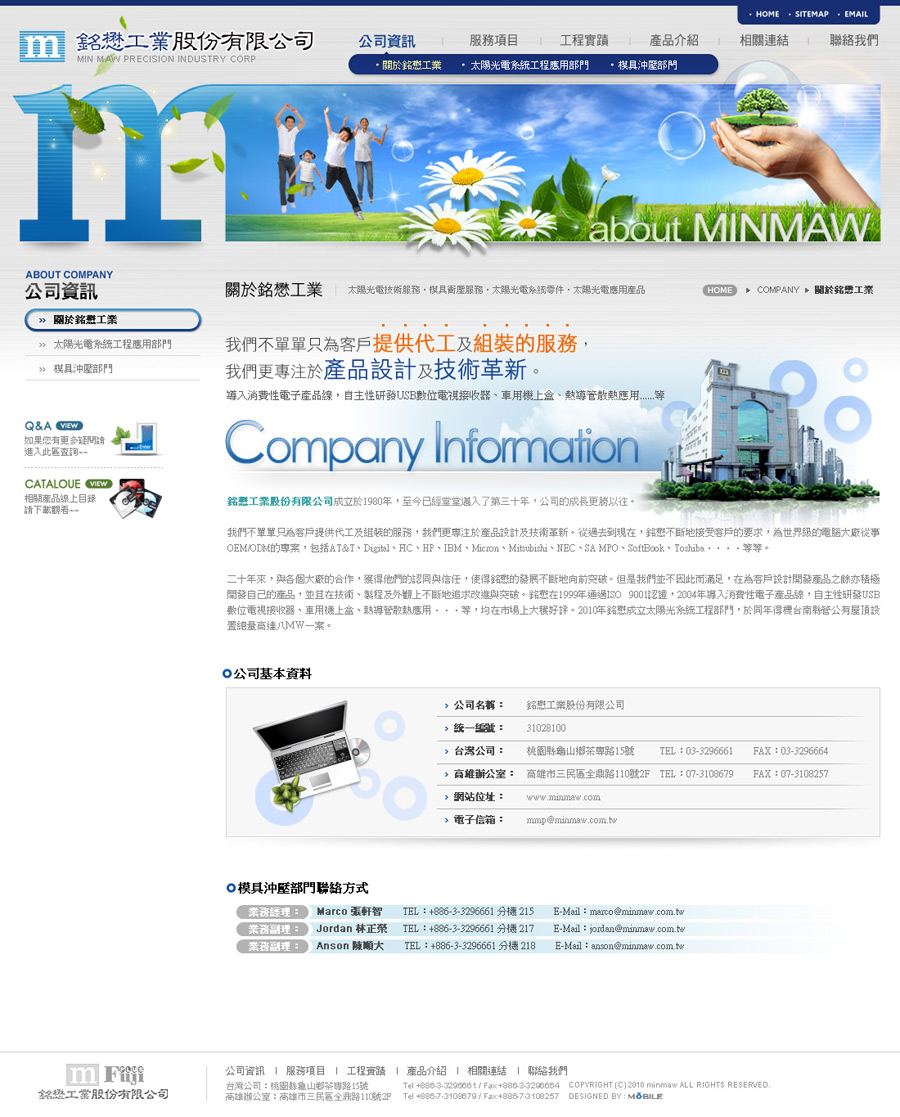 HOME ・ SITEMAP ・ EMAIL
銘懋工業股份有限公司
MIN MAW PRECISION INDUSTRY CORP
公司資訊 | 服務項目 | 工程實蹟 | 產品介紹 | 相關連結 | 聯絡我們
・關於銘懋工業 ・太陽光電系統工程應用部門 ・模具沖壓部門
m
about MINMAW
ABOUT COMPANY
公司資訊
» 關於銘懋工業
» 太陽光電系統工程應用部門
» 模具沖壓部門
Q&A VIEW
如果您有更多疑問請
進入此區查詢~~
CATALOUE VIEW
相關產品線上目錄
請下載觀看~~
關於銘懋工業
太陽光電技術服務・模具衝壓服務・太陽光電系統零件・太陽光電應用產品
HOME ▸ COMPANY ▸ 關於銘懋工業
我們不單單只為客戶提供代工及組裝的服務，
我們更專注於產品設計及技術革新。
導入消費性電子產品線，自主性研發USB數位電視接收器、車用機上盒、熱導管散熱應用......等
Company Information
銘懋工業股份有限公司成立於1980年，至今已經堂堂邁入了第三十年，公司的成長更勝以往。
我們不單單只為客戶提供代工及組裝的服務，我們更專注於產品設計及技術革新。從過去到現在，銘懋不斷地接受客戶的要求，為世界級的電腦大廠從事
OEM/ODM的專案，包括AT&T、Digital、HC、HP、IBM、Micron、Mitsubishi、NEC、SA MPO、SoftBook、Toshiba・・・・等等。
二十年來，與各個大廠的合作，獲得他們的認同與信任，使得銘懋的發展不斷地向前突破。但是我們並不因此而滿足，在為客戶設計開發產品之餘亦積極
開發自己的產品，並且在技術、製程及外觀上不斷地追求改進與突破。銘懋在1999年通過ISO 9001認證，2004年導入消費性電子產品線，自主性研發USB
數位電視接收器、車用機上盒、熱導管散熱應用・・・等，均在市場上大獲好評。2010年銘懋成立太陽光系統工程部門，於同年得標台南縣管公有屋頂設
置總量高達八MW一案。
公司基本資料
› 公司名稱： 銘懋工業股份有限公司
› 統一編號： 31028100
› 台灣公司： 桃園縣龜山鄉茶專路15號 TEL：03-3296661 FAX：03-3296664
› 高雄辦公室： 高雄市三民區全鼎路110號2F TEL：07-3108679 FAX：07-3108257
› 網站位址： www.minmaw.com
› 電子信箱： mmp@minmaw.com.tw
模具沖壓部門聯絡方式
業務經理： Marco 張軒智 TEL：+886-3-3296661 分機 215 E-Mail：marco@minmaw.com.tw
業務副理： Jordan 林正榮 TEL：+886-3-3296661 分機 217 E-Mail：jordan@minmaw.com.tw
業務副理： Anson 陳順大 TEL：+886-3-3296661 分機 218 E-Mail：anson@minmaw.com.tw
m Fuji
銘懋工業股份有限公司
公司資訊 | 服務項目 | 工程實蹟 | 產品介紹 | 相關連結 | 聯絡我們
台灣公司：桃園縣龜山鄉茶專路15號 Tel +886-3-3296661 / Fax+886-3-3296664 COPYRIGHT (C) 2010 minmaw ALL RIGHTS RESERVED.
高雄辦公室：高雄市三民區全鼎路110號2F Tel +886-7-3108679 / Fax+886-7-3108257 DESIGNED BY : MOBILE